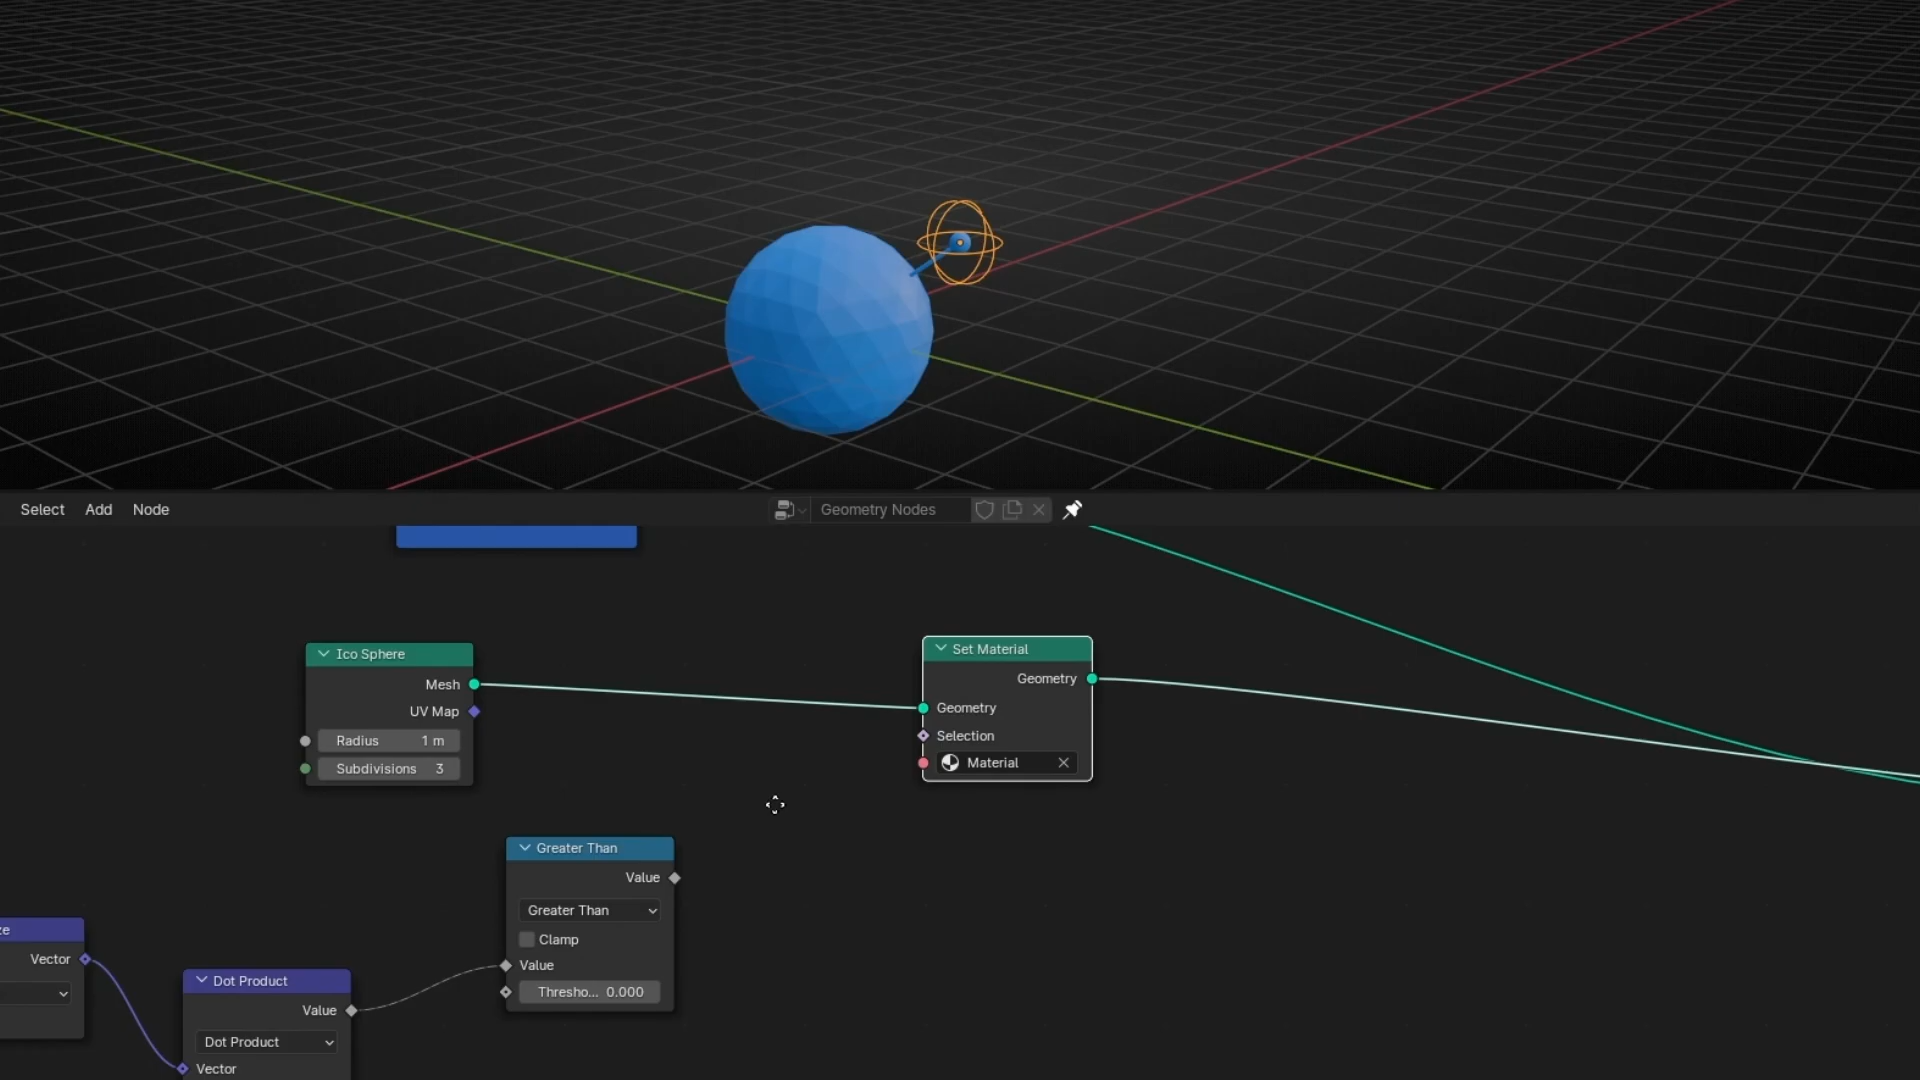 Select Add Node Geometry Nodes
Ico Sphere
Mesh
UV Map
Radius 1 m
Subdivisions 3
Set Material
Geometry
Geometry
Selection
Material
Greater Than
Value
Greater Than
Clamp
Value
Thresho... 0.000
ze
Vector
Dot Product
Value
Dot Product
Vector